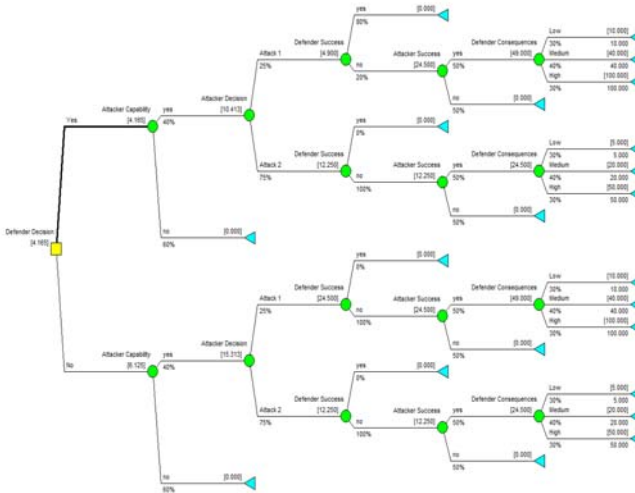 yes [0.000]
80%
Defender Success
[4.900]
Attack 1
25%
no
20%
Attacker Success
[24.500]
yes
50%
Defender Consequences
[49.000]
Low [10.000]
30% 10.000
Medium [40.000]
40% 40.000
High [100.000]
30% 100.000
no [0.000]
50%
Yes
Attacker Capability
[4.165]
yes
40%
Attacker Decision
[10.413]
yes [0.000]
0%
Defender Success
[12.250]
Attack 2
75%
no
100%
Attacker Success
[12.250]
yes
50%
Defender Consequences
[24.500]
Low [5.000]
30% 5.000
Medium [20.000]
40% 20.000
High [50.000]
30% 50.000
no [0.000]
50%
no [0.000]
60%
Defender Decision
[4.165]
yes [0.000]
0%
Defender Success
[24.500]
Attack 1
25%
no
100%
Attacker Success
[24.500]
yes
50%
Defender Consequences
[49.000]
Low [10.000]
30% 10.000
Medium [40.000]
40% 40.000
High [100.000]
30% 100.000
no [0.000]
50%
No
Attacker Capability
[6.125]
yes
40%
Attacker Decision
[15.313]
yes [0.000]
0%
Defender Success
[12.250]
Attack 2
75%
no
100%
Attacker Success
[12.250]
yes
50%
Defender Consequences
[24.500]
Low [5.000]
30% 5.000
Medium [20.000]
40% 20.000
High [50.000]
30% 50.000
no [0.000]
50%
no [0.000]
60%